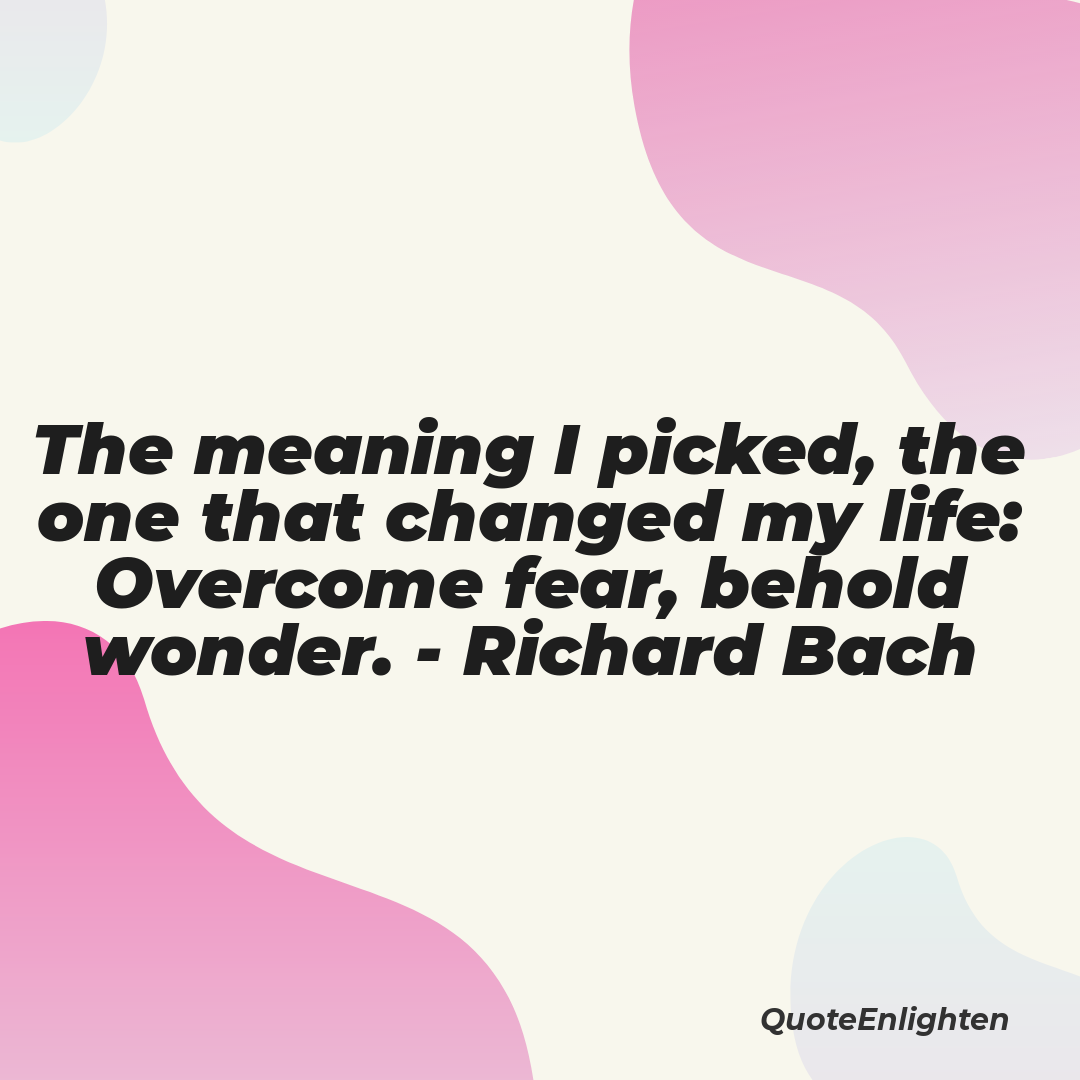 The meaning I picked, the
one that changed my life:
Overcome fear, behold
wonder. - Richard Bach
QuoteEnlighten